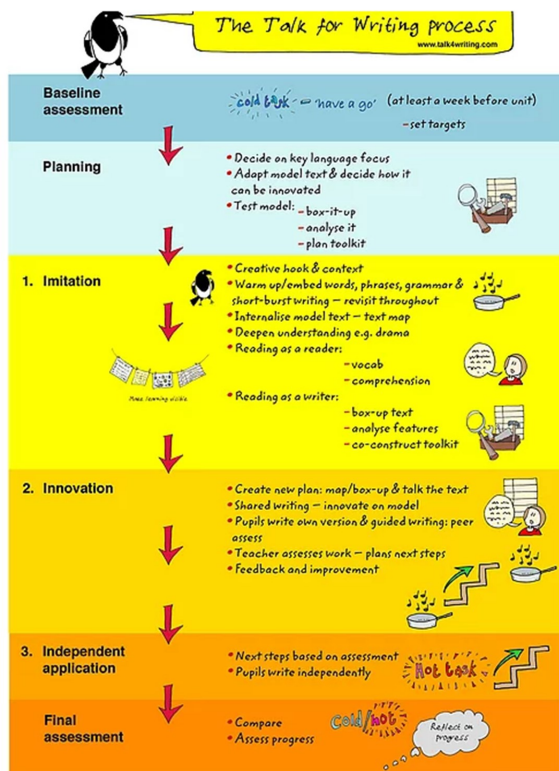 The Talk for Writing process
www.talk4writing.com
Baseline
assessment
cold task – 'have a go' (at least a week before unit)
– set targets
Planning
• Decide on key language focus
• Adapt model text & decide how it
can be innovated
• Test model: – box-it-up
– analyse it
– plan toolkit
1. Imitation
• Creative hook & context
• Warm up/embed words, phrases, grammar &
short-burst writing – revisit throughout
• Internalise model text – text map
• Deepen understanding e.g. drama
• Reading as a reader:
– vocab
– comprehension
Make learning visible
• Reading as a writer:
– box-up text
– analyse features
– co-construct toolkit
2. Innovation
• Create new plan: map/box-up & talk the text
• Shared writing – innovate on model
• Pupils write own version & guided writing: peer
assess
• Teacher assesses work – plans next steps
• Feedback and improvement
3. Independent
application
• Next steps based on assessment
• Pupils write independently
Hot task
Final
assessment
• Compare
• Assess progress
Cold/hot
Reflect on
progress